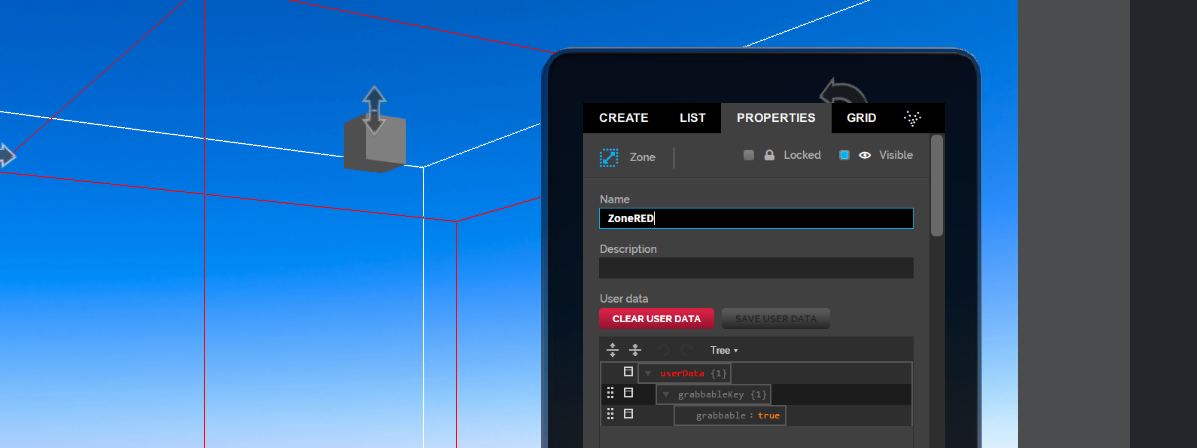 CREATE LIST PROPERTIES GRID
Zone Locked Visible
Name
ZoneRED
Description
User data
CLEAR USER DATA SAVE USER DATA
Tree
userData {1}
grabbableKey {1}
grabbable : true